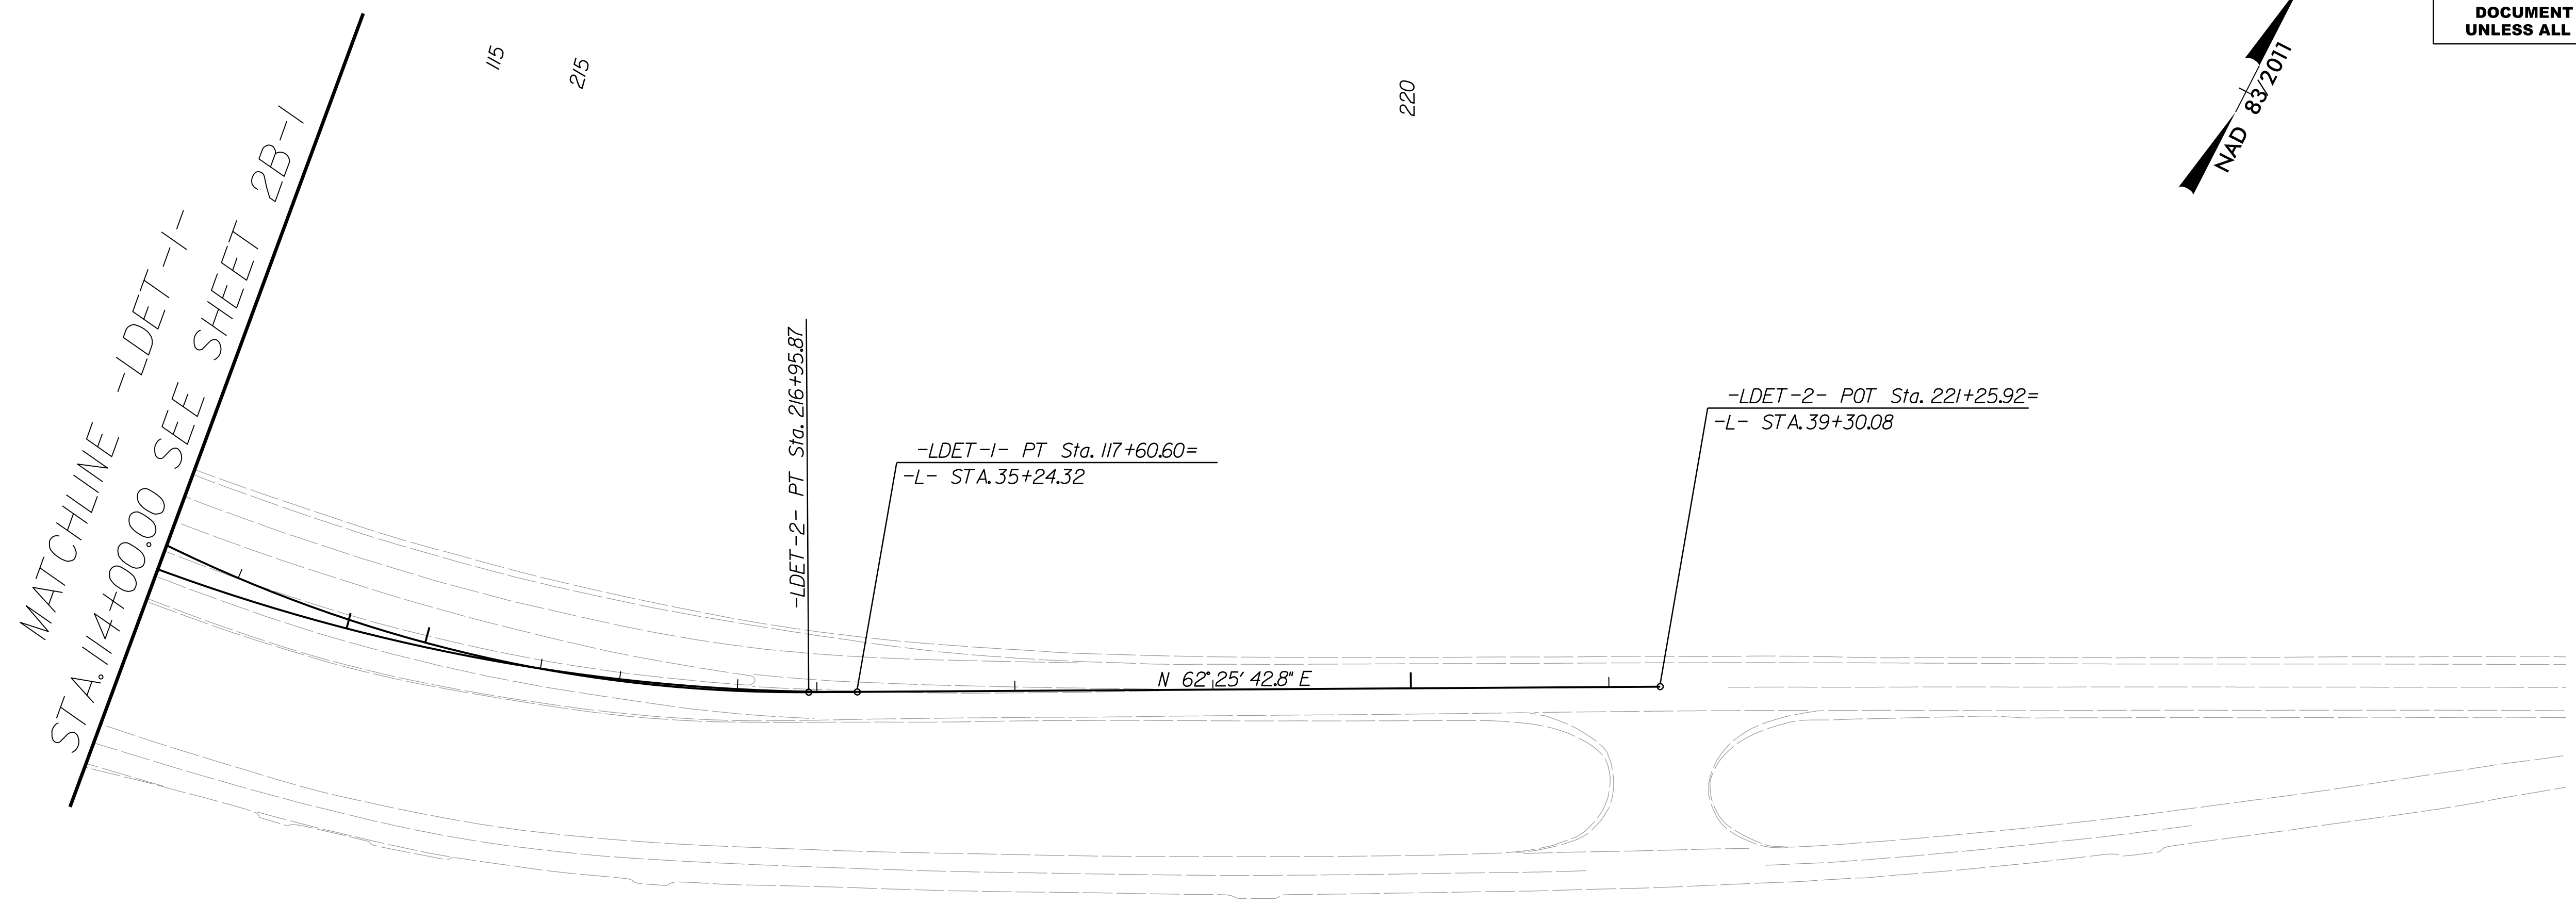 DOCUMENT
UNLESS ALL
NAD 83/2011
115
215
220
MATCHLINE -LDET-1-
STA. 114+00.00 SEE SHEET 2B-1
-LDET-2- PT Sta. 216+95.87
-LDET-1- PT Sta. 117+60.60=
-L- STA. 35+24.32
-LDET-2- POT Sta. 221+25.92=
-L- STA. 39+30.08
N 62° 25' 42.8" E